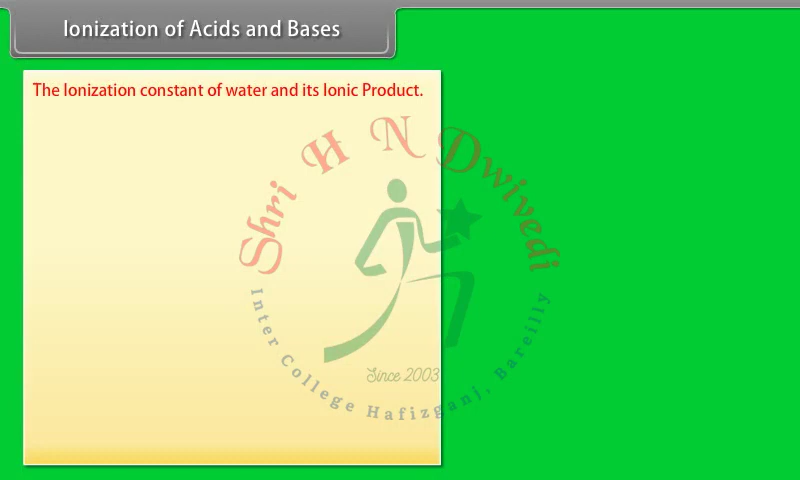 Ionization of Acids and Bases
The Ionization constant of water and its Ionic Product.
Shri H N Dwivedi
Since 2003
Inter College Hafizganj, Bareilly